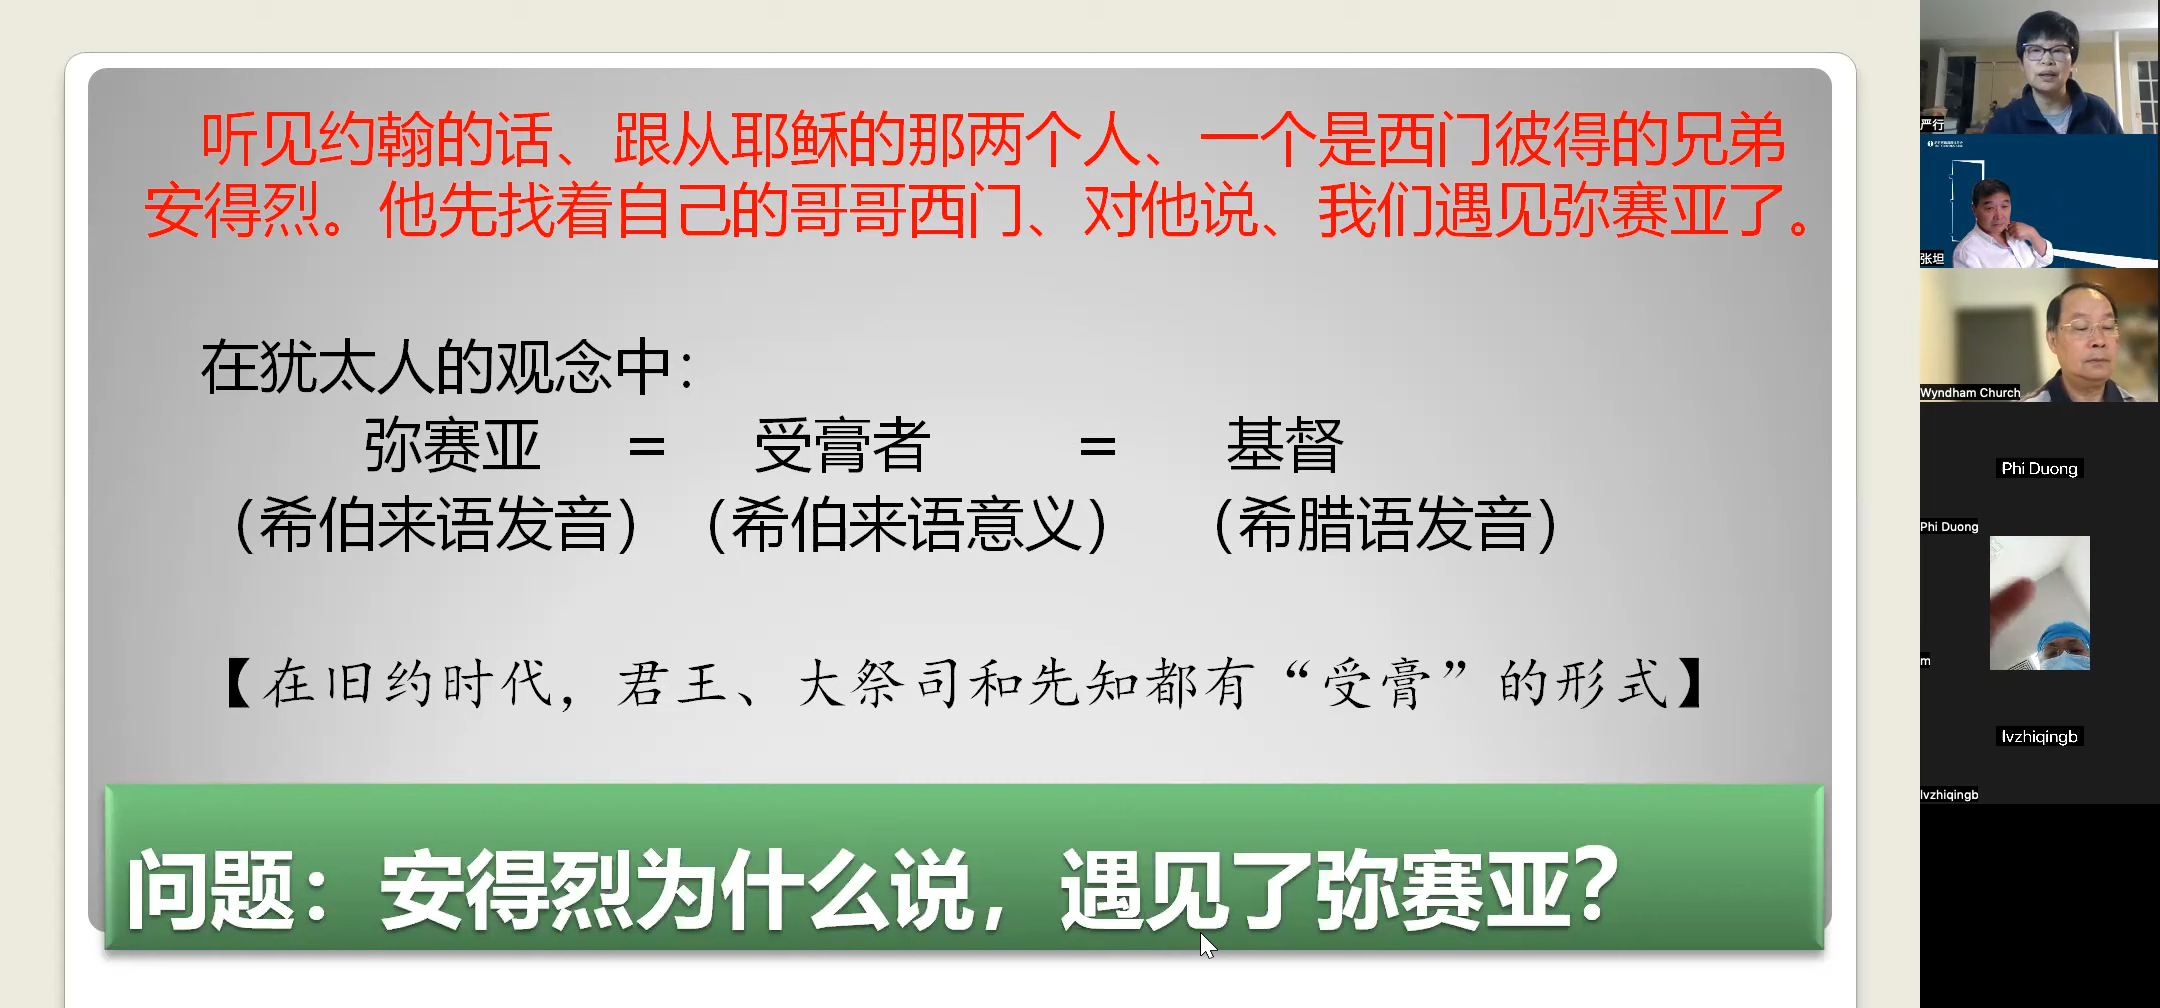 听见约翰的话、跟从耶稣的那两个人、一个是西门彼得的兄弟
安得烈。他先找着自己的哥哥西门、对他说、我们遇见弥赛亚了。
在犹太人的观念中：
弥赛亚 = 受膏者 = 基督
（希伯来语发音）（希伯来语意义） （希腊语发音）
【在旧约时代，君王、大祭司和先知都有“受膏”的形式】
问题：安得烈为什么说，遇见了弥赛亚？
严行
张坦
Wyndham Church
Phi Duong
Phi Duong
m
lvzhiqingb
lvzhiqingb